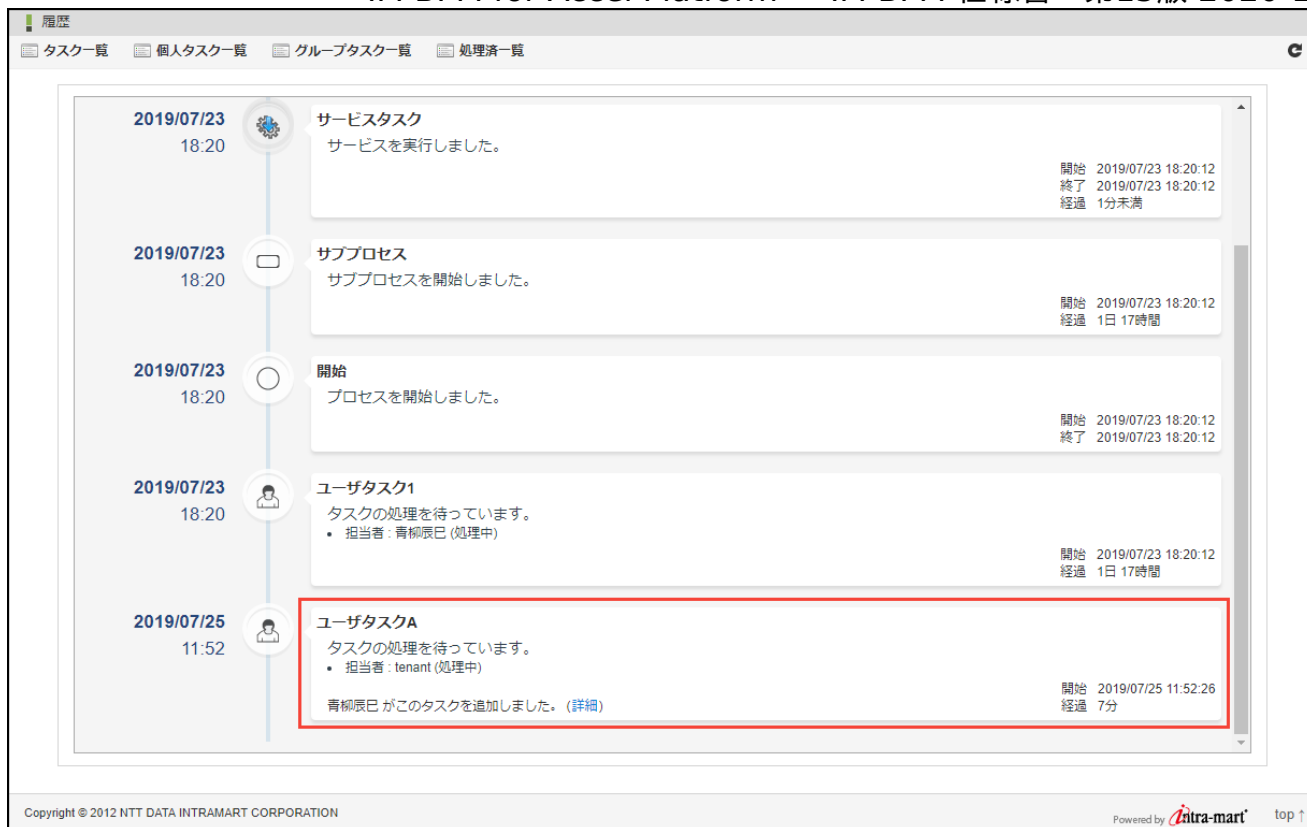 履歴
タスク一覧 個人タスク一覧 グループタスク一覧 処理済一覧
2019/07/23
18:20
サービスタスク
サービスを実行しました。
開始 2019/07/23 18:20:12
終了 2019/07/23 18:20:12
経過 1分未満
2019/07/23
18:20
サブプロセス
サブプロセスを開始しました。
開始 2019/07/23 18:20:12
経過 1日 17時間
2019/07/23
18:20
開始
プロセスを開始しました。
開始 2019/07/23 18:20:12
終了 2019/07/23 18:20:12
2019/07/23
18:20
ユーザタスク1
タスクの処理を待っています。
• 担当者 : 青柳辰巳 (処理中)
開始 2019/07/23 18:20:12
経過 1日 17時間
2019/07/25
11:52
ユーザタスクA
タスクの処理を待っています。
• 担当者 : tenant (処理中)
青柳辰巳 がこのタスクを追加しました。 (詳細)
開始 2019/07/25 11:52:26
経過 7分
Copyright © 2012 NTT DATA INTRAMART CORPORATION
Powered by intra-mart top ↑